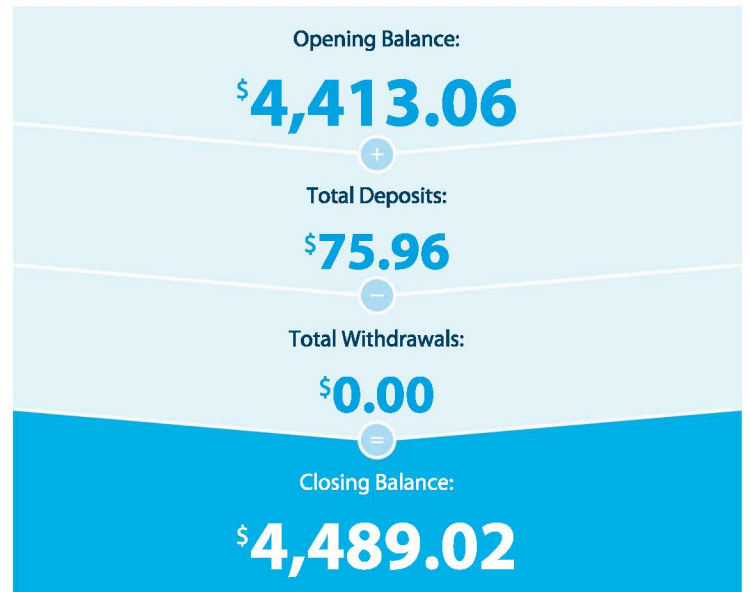 Opening Balance:
$4,413.06
+
Total Deposits:
$75.96
−
Total Withdrawals:
$0.00
=
Closing Balance:
$4,489.02